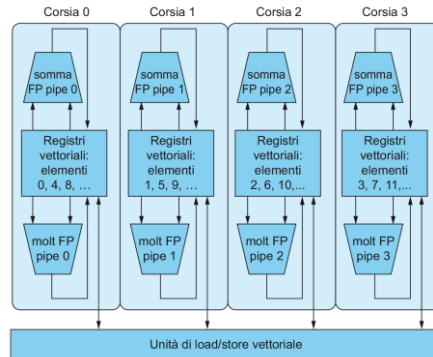 Corsia 0
Corsia 1
Corsia 2
Corsia 3
somma
FP pipe 0
somma
FP pipe 1
somma
FP pipe 2
somma
FP pipe 3
Registri
vettoriali:
elementi
0, 4, 8, ...
Registri
vettoriali:
elementi
1, 5, 9, ...
Registri
vettoriali:
elementi
2, 6, 10,...
Registri
vettoriali:
elementi
3, 7, 11,...
molt FP
pipe 0
molt FP
pipe 1
molt FP
pipe 2
molt FP
pipe 3
Unità di load/store vettoriale